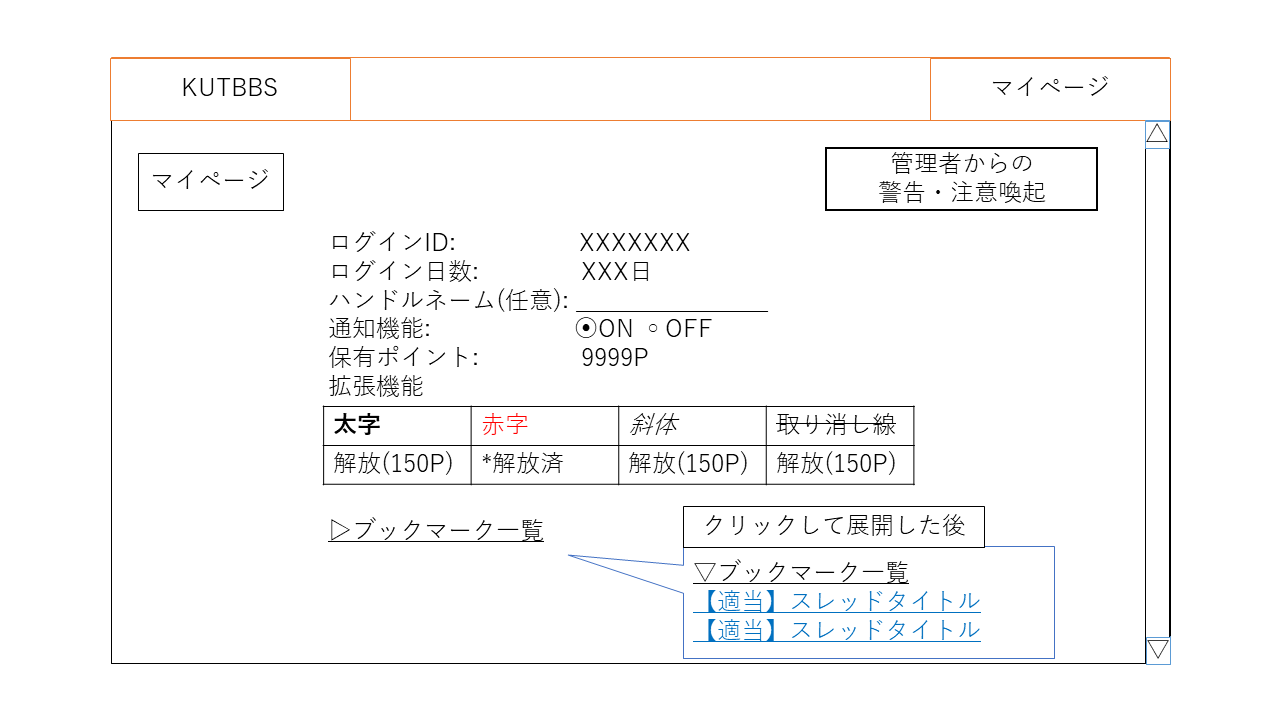 KUTBBS
マイページ
マイページ
管理者からの
警告・注意喚起
ログインID: XXXXXXX
ログイン日数: XXX日
ハンドルネーム(任意):
通知機能: ⦿ON ○OFF
保有ポイント: 9999P
拡張機能
太字 赤字 斜体 取り消し線
解放(150P) *解放済 解放(150P) 解放(150P)
▷ブックマーク一覧
クリックして展開した後
▽ブックマーク一覧
【適当】スレッドタイトル
【適当】スレッドタイトル